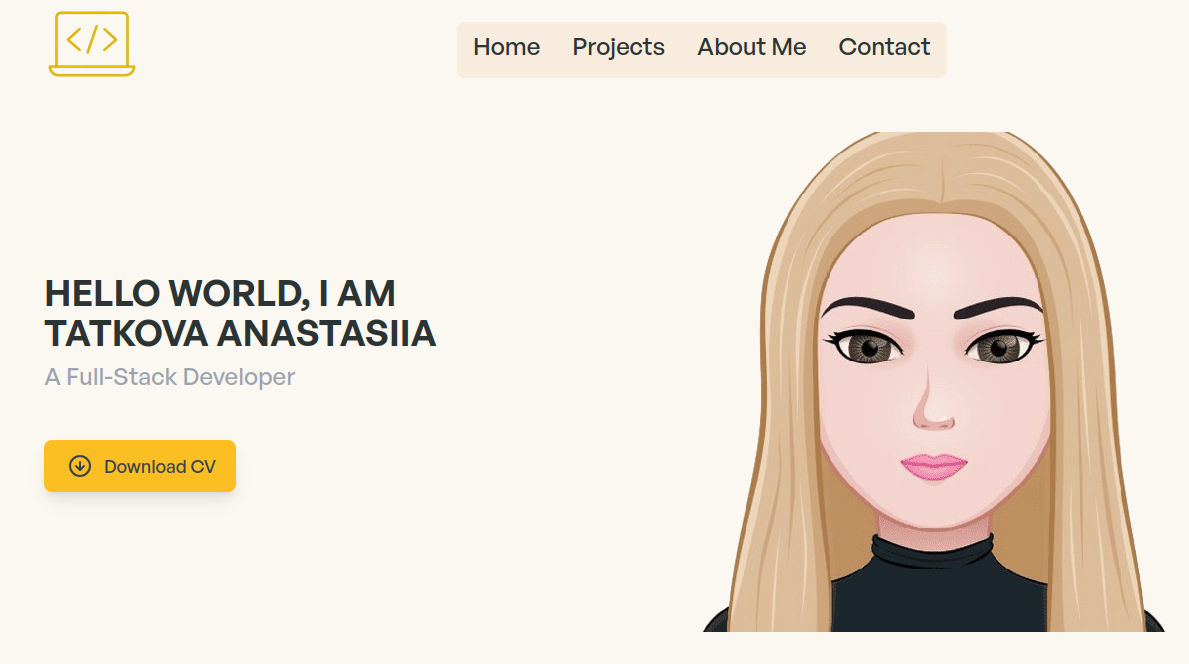 </>
Home Projects About Me Contact
HELLO WORLD, I AM
TATKOVA ANASTASIIA
A Full-Stack Developer
Download CV